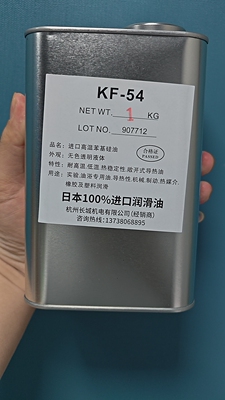 KF-54
NET WT. 1 KG
LOT NO. 907712
品名：进口高温苯基硅油
外观：无色透明液体
合格证
PASSED
特性：耐高温,低温,热稳定性,敞开式导热油
用途：实验,油浴专用油,导热性,机械,制动,热媒介,
橡胶及塑料润滑
日本100%进口润滑油
杭州长城机电有限公司(经销商)
咨询热线:13738068895